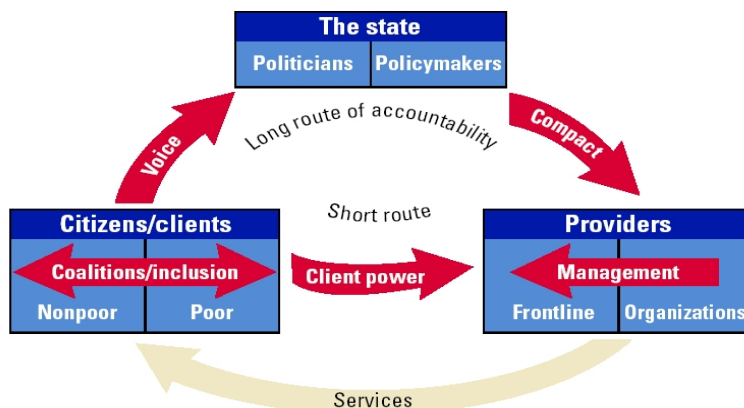 The state
Politicians Policymakers
Voice
Long route of accountability
Compact
Short route
Citizens/clients
Coalitions/inclusion
Nonpoor Poor
Client power
Providers
Management
Frontline Organizations
Services